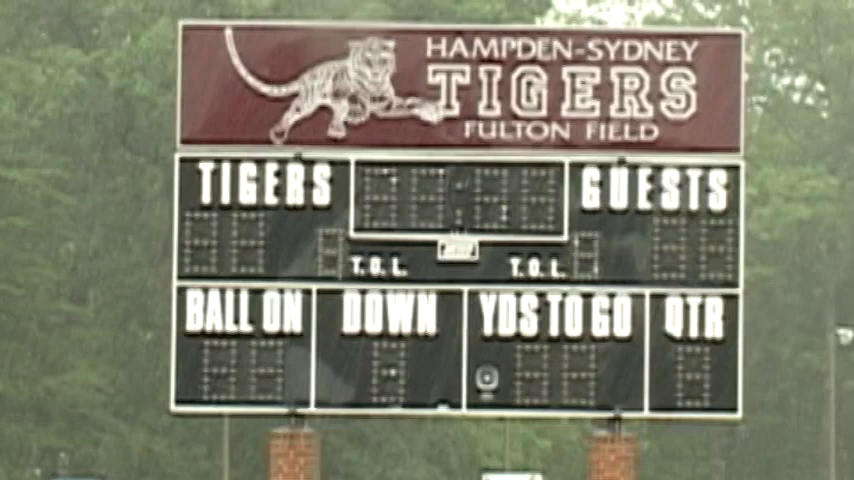 HAMPDEN-SYDNEY
TIGERS
FULTON FIELD
TIGERS
GUESTS
T.O.L.
T.O.L.
BALL ON
DOWN
YDS TO GO
QTR